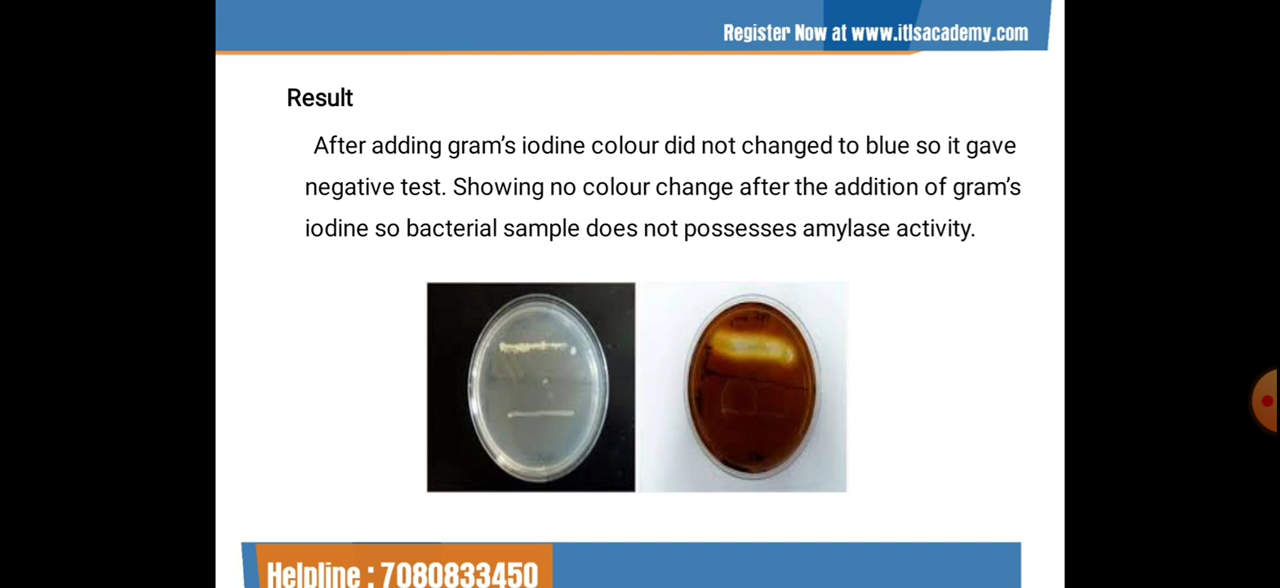 Register Now at www.itlsacademy.com
Result
After adding gram's iodine colour did not changed to blue so it gave
negative test. Showing no colour change after the addition of gram's
iodine so bacterial sample does not possesses amylase activity.
Helpline : 7080833450